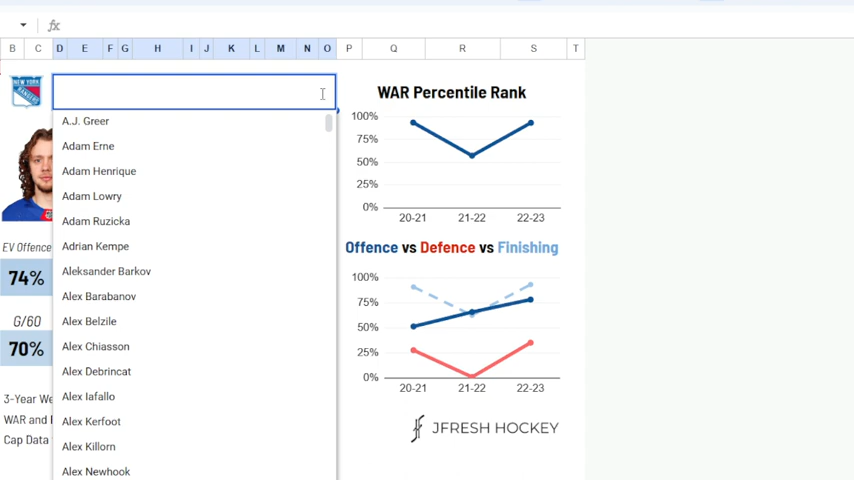 fx
B C D E F G H I J K L M N O P Q R S T
NEW YORK
RANGERS
WAR Percentile Rank
100%
75%
50%
25%
0%
20-21 21-22 22-23
A.J. Greer
Adam Erne
Adam Henrique
Adam Lowry
Adam Ruzicka
Adrian Kempe
Aleksander Barkov
Alex Barabanov
Alex Belzile
Alex Chiasson
Alex Debrincat
Alex Iafallo
Alex Kerfoot
Alex Killorn
Alex Newhook
EV Offence
74%
G/60
70%
3-Year We
WAR and
Cap Data
Offence vs Defence vs Finishing
100%
75%
50%
25%
0%
20-21 21-22 22-23
JFRESH HOCKEY